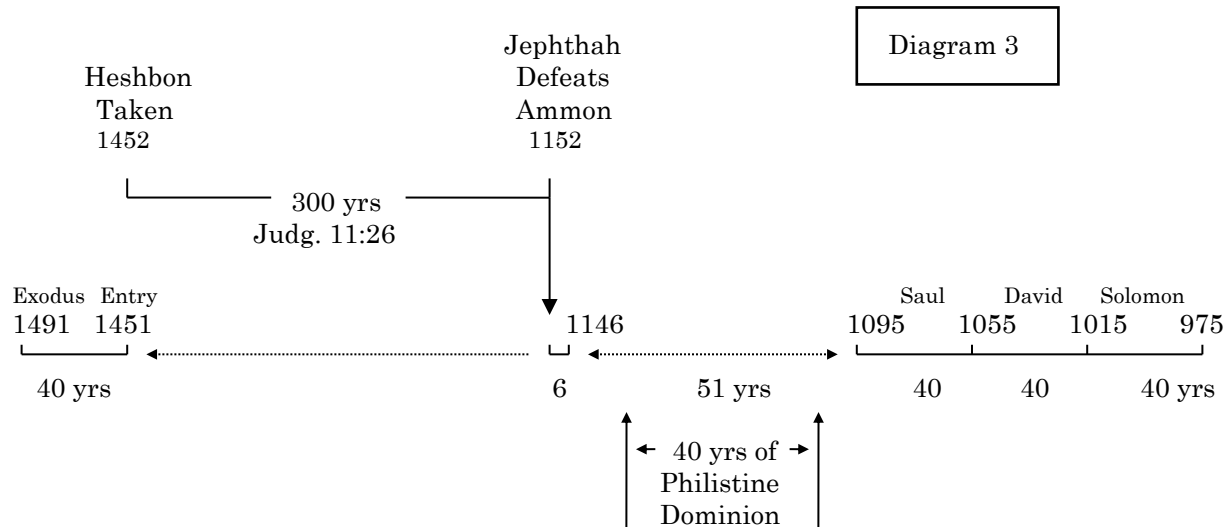 Diagram 3
Heshbon
Taken
1452
Jephthah
Defeats
Ammon
1152
300 yrs
Judg. 11:26
Exodus Entry
1491 1451
1146
Saul David Solomon
1095 1055 1015 975
40 yrs
6
51 yrs
40 40 40 yrs
40 yrs of
Philistine
Dominion